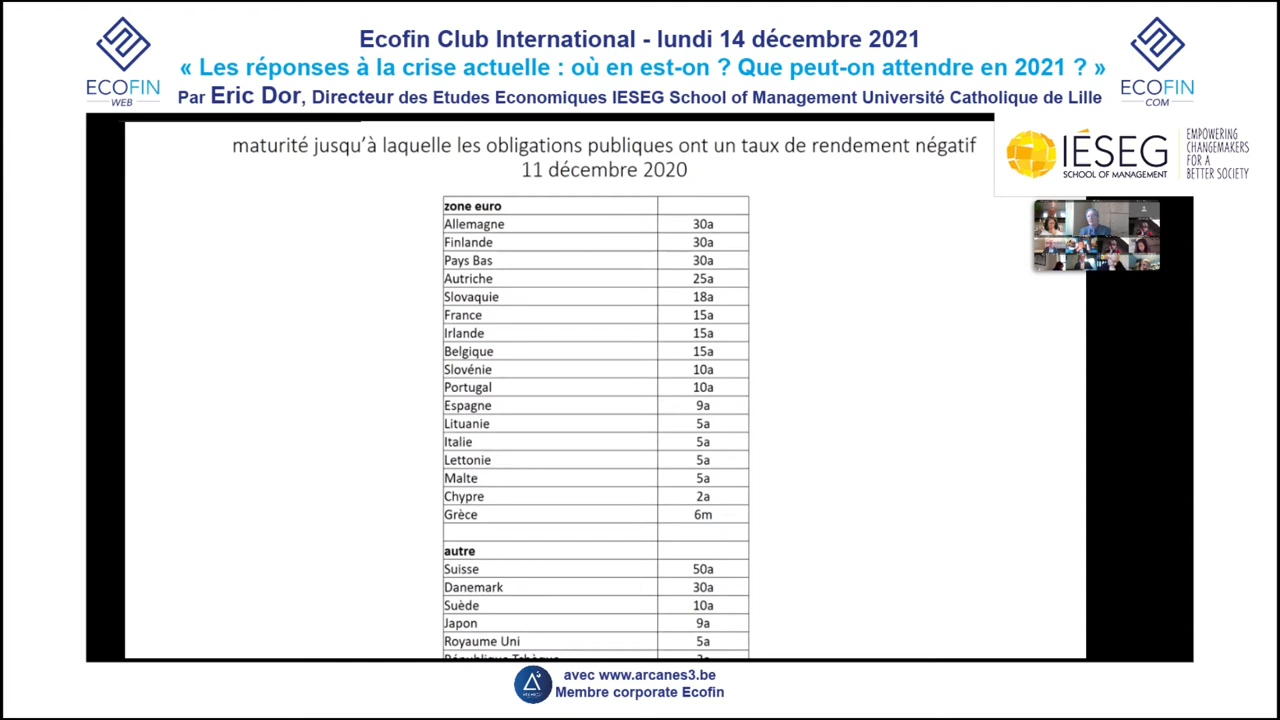 Ecofin Club International - lundi 14 décembre 2021
« Les réponses à la crise actuelle : où en est-on ? Que peut-on attendre en 2021 ? »
Par Eric Dor, Directeur des Etudes Economiques IESEG School of Management Université Catholique de Lille
ECOFIN
WEB
ECOFIN
COM
IÉSEG
SCHOOL OF MANAGEMENT
EMPOWERING
CHANGEMAKERS
FOR A
BETTER SOCIETY
maturité jusqu'à laquelle les obligations publiques ont un taux de rendement négatif
11 décembre 2020
zone euro
Allemagne 30a
Finlande 30a
Pays Bas 30a
Autriche 25a
Slovaquie 18a
France 15a
Irlande 15a
Belgique 15a
Slovénie 10a
Portugal 10a
Espagne 9a
Lituanie 5a
Italie 5a
Lettonie 5a
Malte 5a
Chypre 2a
Grèce 6m
autre
Suisse 50a
Danemark 30a
Suède 10a
Japon 9a
Royaume Uni 5a
République Tchèque
avec www.arcanes3.be
Membre corporate Ecofin